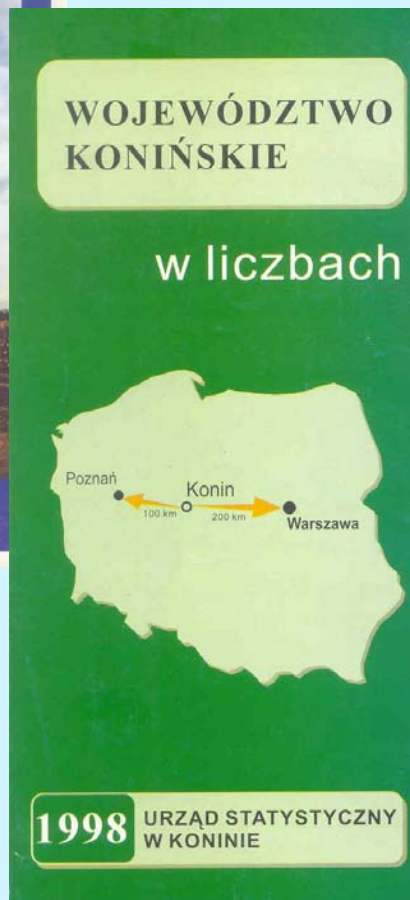 WOJEWÓDZTWO
KONIŃSKIE
w liczbach
Poznań
Konin
100 km
200 km
Warszawa
1998
URZĄD STATYSTYCZNY
W KONINIE